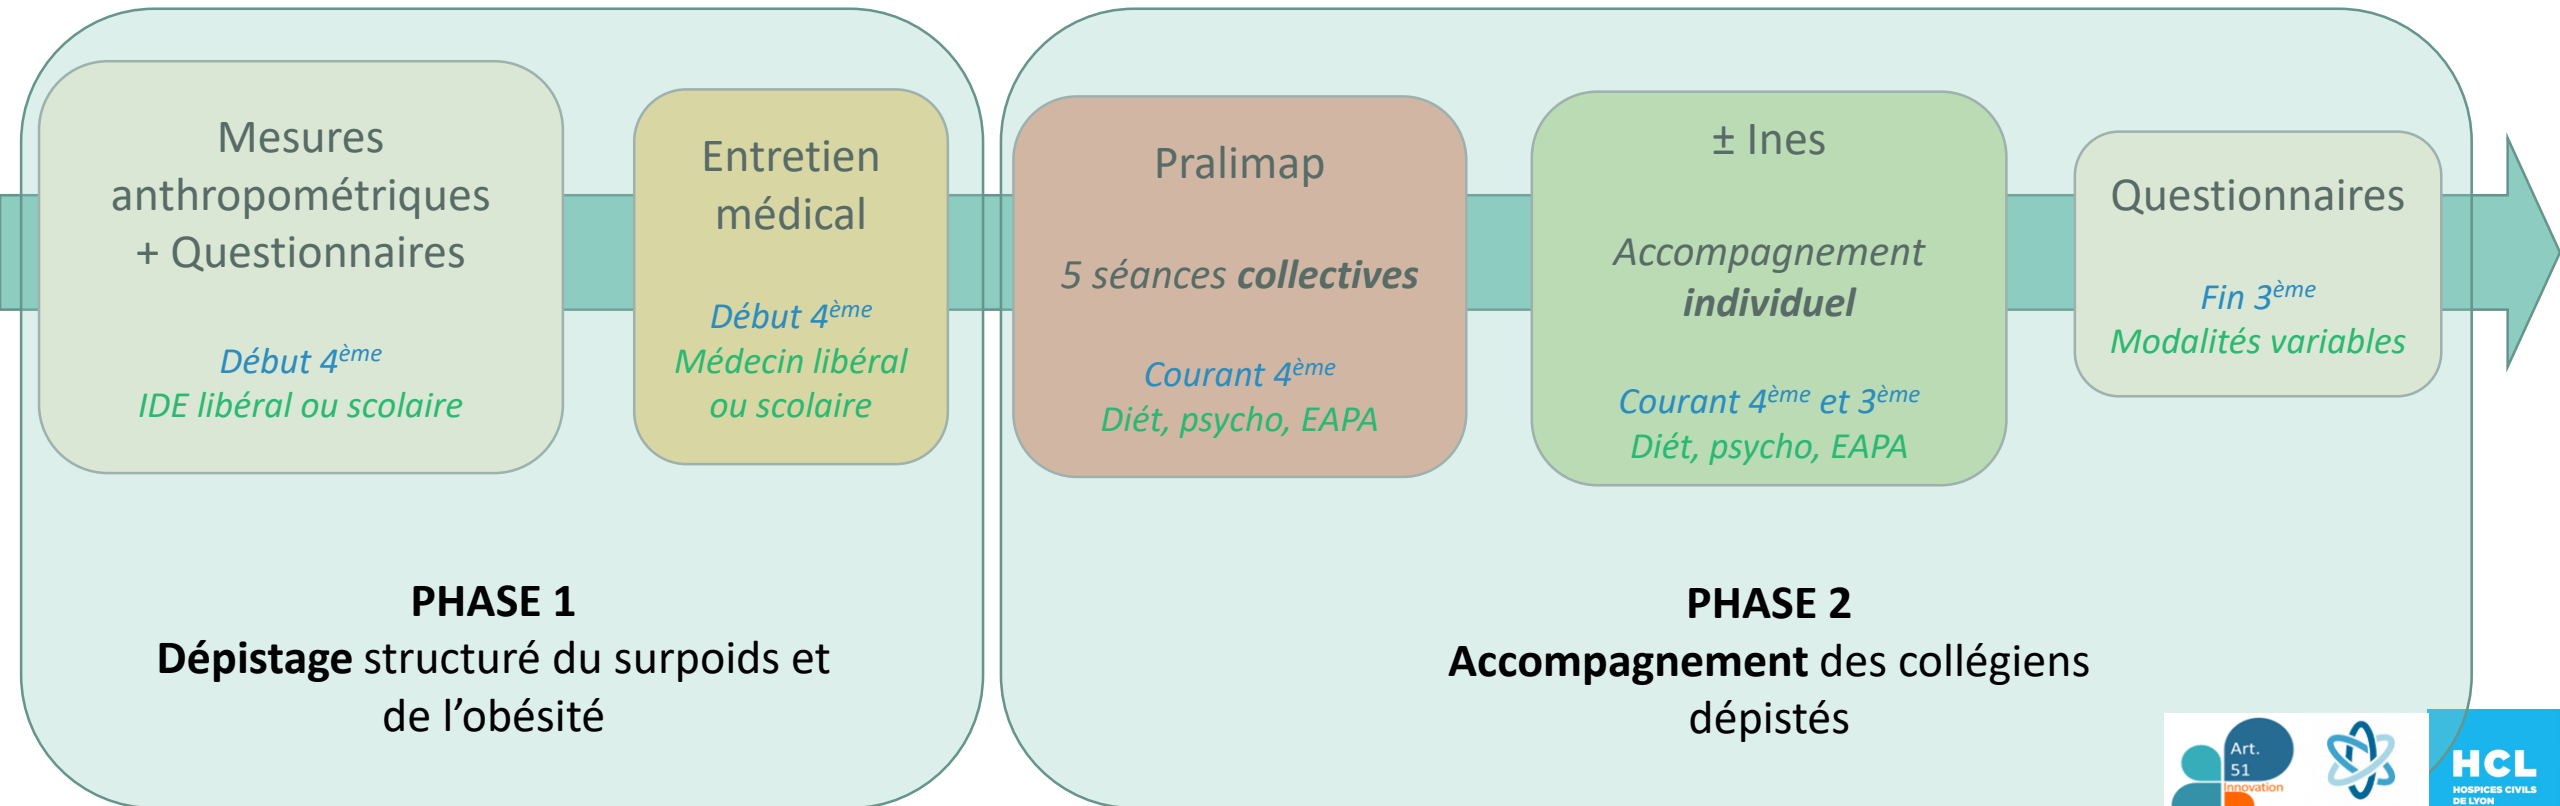 Mesures
anthropométriques
+ Questionnaires
Début 4ème
IDE libéral ou scolaire
Entretien
médical
Début 4ème
Médecin libéral
ou scolaire
PHASE 1
Dépistage structuré du surpoids et
de l’obésité
Pralimap
5 séances collectives
Courant 4ème
Diét, psycho, EAPA
± Ines
Accompagnement
individuel
Courant 4ème et 3ème
Diét, psycho, EAPA
Questionnaires
Fin 3ème
Modalités variables
PHASE 2
Accompagnement des collégiens
dépistés
Art.
51
Innovation
HCL
HOSPICES CIVILS
DE LYON